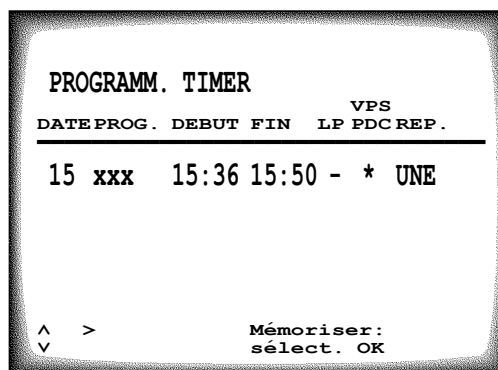 PROGRAMM. TIMER
VPS
DATE PROG. DEBUT FIN LP PDC REP.
15 xxx 15:36 15:50 - * UNE
^ > Mémoriser:
v sélect. OK